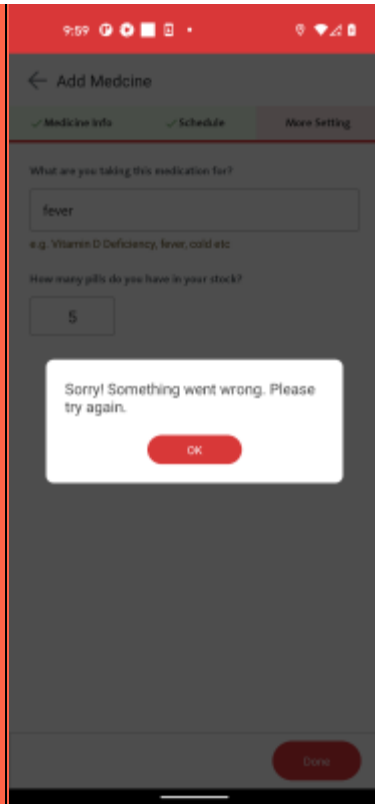 9:59
Add Medcine
Medicine Info
Schedule
More Setting
What are you taking this medication for?
fever
e.g. Vitamin D Deficiency, fever, cold etc
How many pills do you have in your stock?
5
Sorry! Something went wrong. Please
try again.
OK
Done